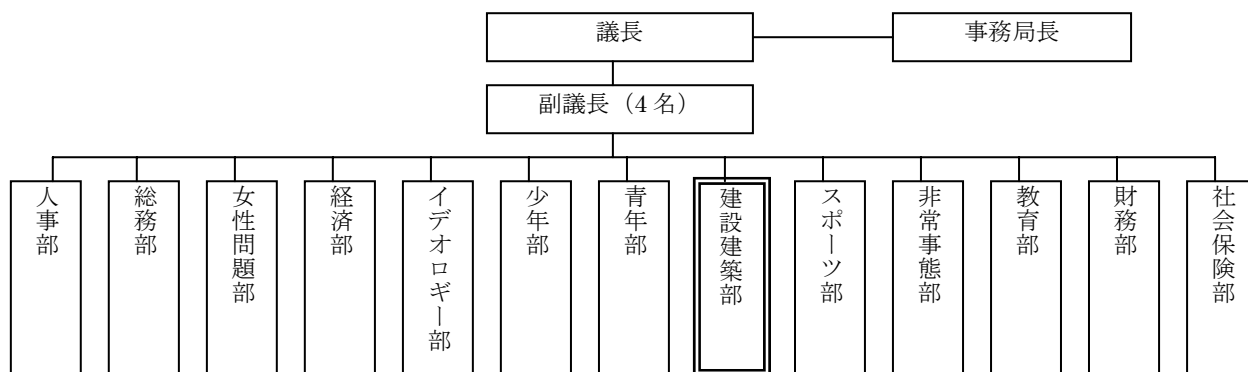 議長
事務局長
副議長（4 名）
人事部
総務部
女性問題部
経済部
イデオロギー部
少年部
青年部
建設建築部
スポーツ部
非常事態部
教育部
財務部
社会保険部